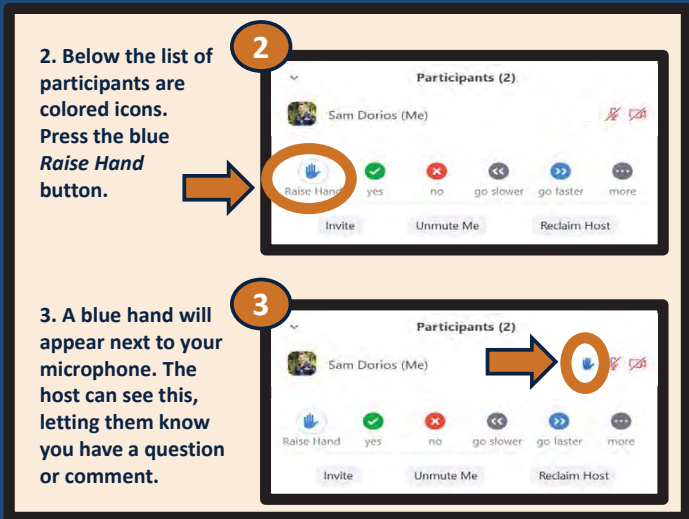 2. Below the list of
participants are
colored icons.
Press the blue
Raise Hand
button.
2
Participants (2)
Sam Dorios (Me)
Raise Hand yes no go slower go faster more
Invite Unmute Me Reclaim Host
3. A blue hand will
appear next to your
microphone. The
host can see this,
letting them know
you have a question
or comment.
3
Participants (2)
Sam Dorios (Me)
Raise Hand yes no go slower go faster more
Invite Unmute Me Reclaim Host